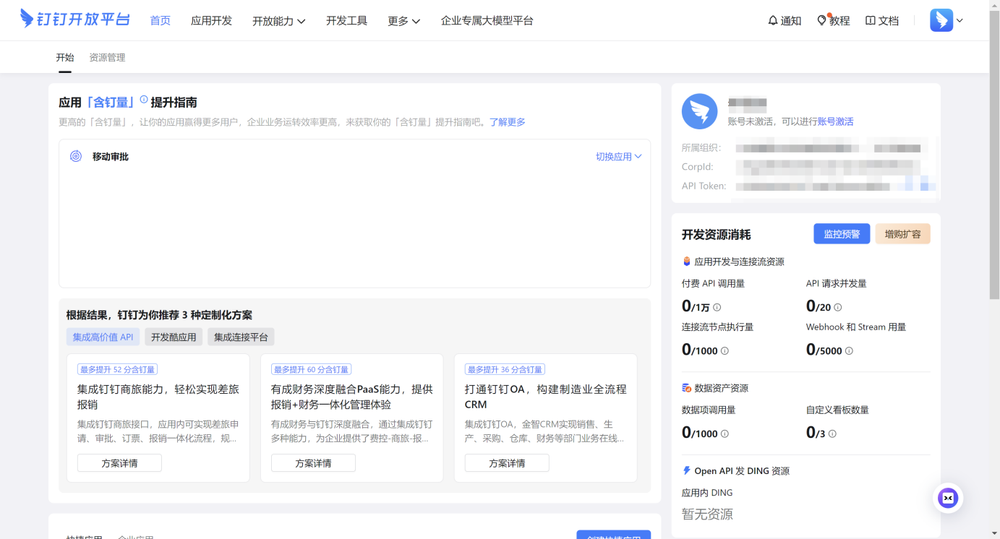 钉钉开放平台
首页 应用开发 开放能力 开发工具 更多 企业专属大模型平台 通知 教程 文档
开始 资源管理
应用「含钉量」提升指南
更高的「含钉量」，让你的应用赢得更多用户，企业业务运转效率更高，来获取你的「含钉量」提升指南吧。了解更多
移动审批 切换应用
根据结果，钉钉为你推荐 3 种定制化方案
集成高价值 API 开发酷应用 集成连接平台
最多提升 52 分含钉量
集成钉钉商旅能力，轻松实现差旅
报销
集成钉钉商旅接口，应用内可实现差旅申
请、审批、订票、报销一体化流程，规...
方案详情
最多提升 60 分含钉量
有成财务深度融合PaaS能力，提供
报销+财务一体化管理体验
有成财务与钉钉深度融合，通过集成钉钉
多种能力，为企业提供了费控-商旅-报...
方案详情
最多提升 36 分含钉量
打通钉钉OA，构建制造业全流程
CRM
集成钉钉OA，金智CRM实现销售、生
产、采购、仓库、财务等部门业务在线...
方案详情
快捷应用 企业应用 创建快捷应用
账号未激活，可以进行账号激活
所属组织：
CorpId:
API Token:
开发资源消耗 监控预警 增购扩容
应用开发与连接流资源
付费 API 调用量 API 请求并发量
0/1万 0/20
连接流节点执行量 Webhook 和 Stream 用量
0/1000 0/5000
数据资产资源
数据项调用量 自定义看板数量
0/1000 0/3
Open API 发 DING 资源
应用内 DING
暂无资源